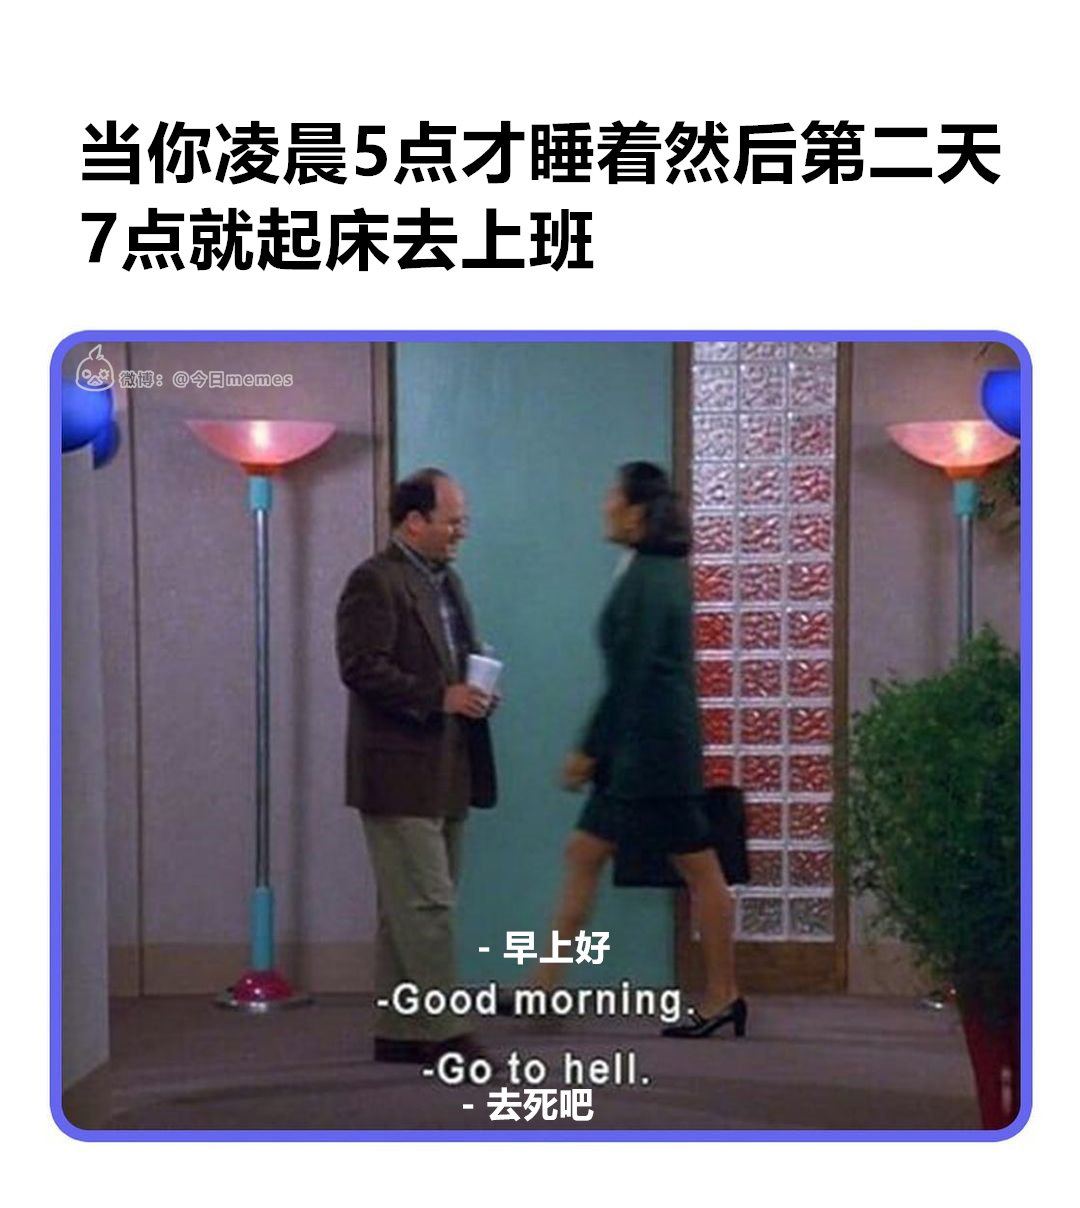 当你凌晨5点才睡着然后第二天
7点就起床去上班
微博：@今日memes
- 早上好
-Good morning.
-Go to hell.
- 去死吧